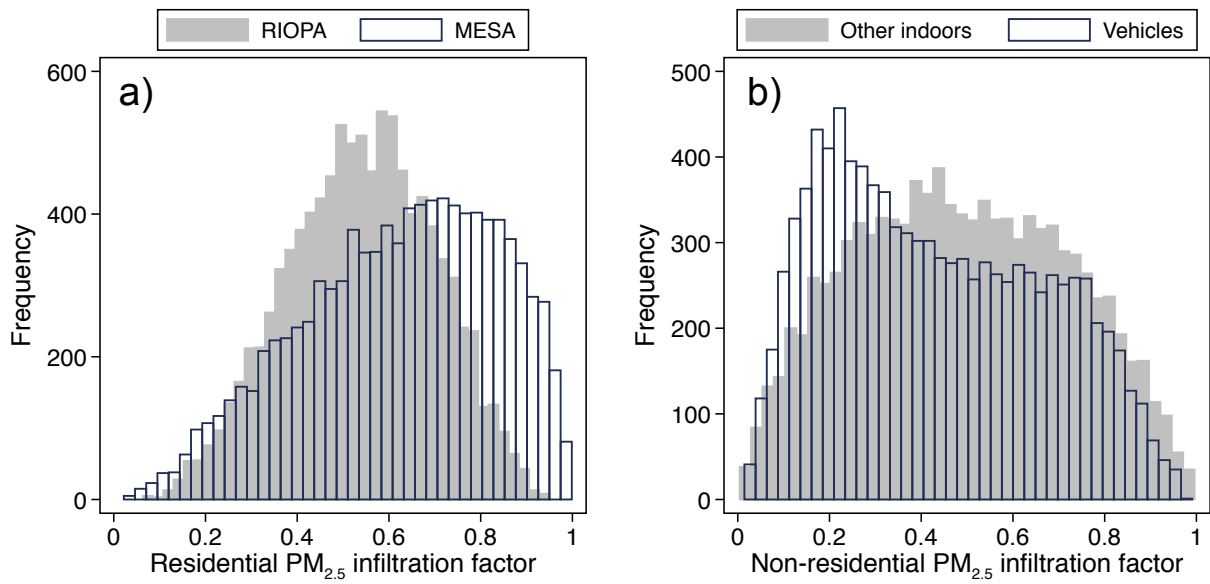 RIOPA MESA
a)
600
400
200
0
Frequency
0 0.2 0.4 0.6 0.8 1
Residential PM2.5 infiltration factor
Other indoors Vehicles
b)
500
400
300
200
100
0
Frequency
0 0.2 0.4 0.6 0.8 1
Non-residential PM2.5 infiltration factor